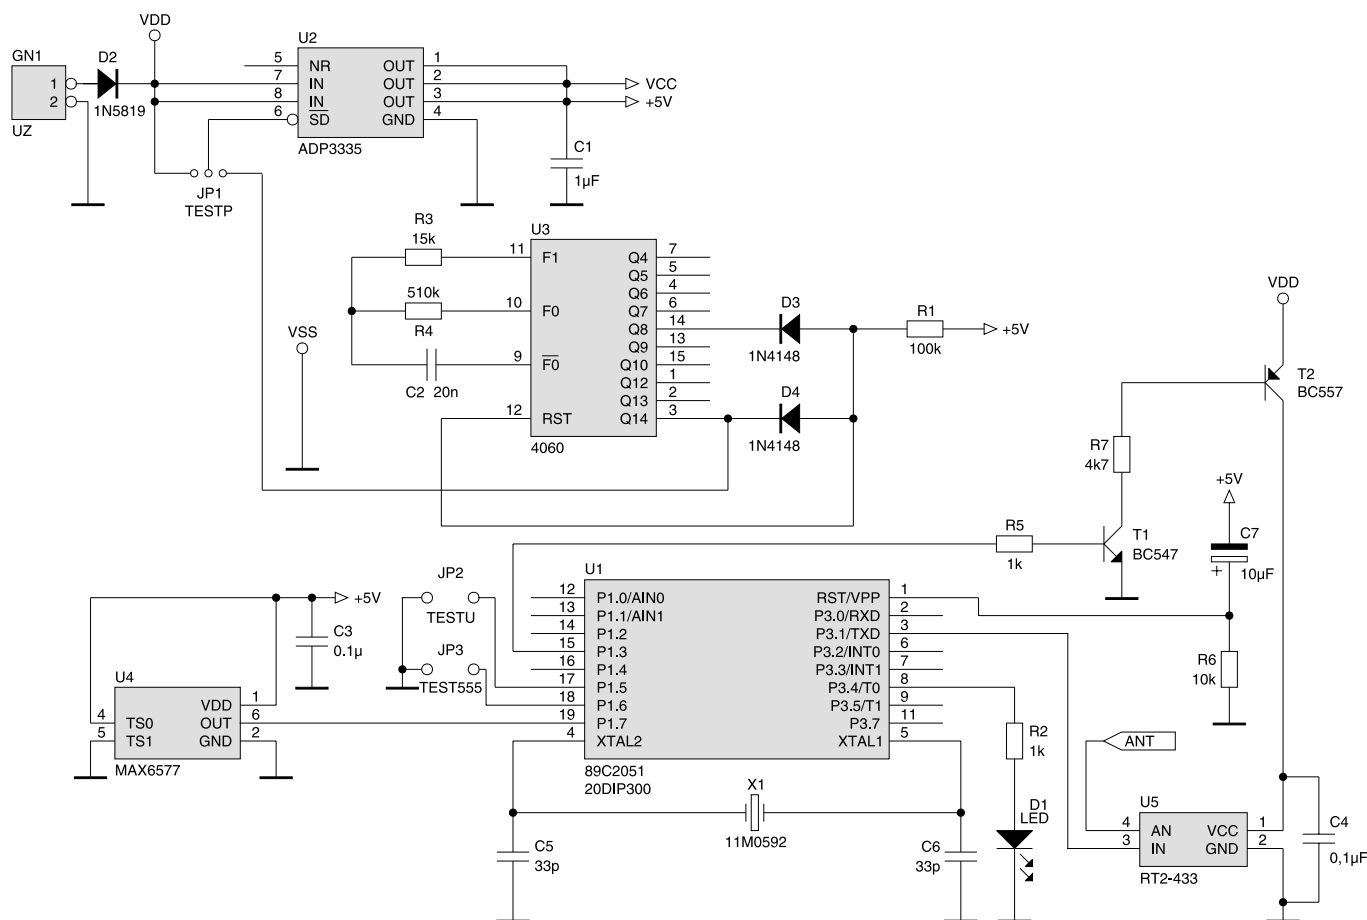 VDD
GN1
1
2
UZ
D2
1N5819
U2
5 NR OUT 1
7 IN OUT 2
8 IN OUT 3
6 SD GND 4
ADP3335
VCC
+5V
C1
1µF
JP1
TESTP
U3
R3
15k
11 F1
510k
R4
10 F0
9 F0
C2 20n
12 RST
Q4 7
Q5 5
Q6 4
Q7 6
Q8 14
Q9 13
Q10 15
Q12 1
Q13 2
Q14 3
4060
VSS
D3
1N4148
D4
1N4148
R1
100k
+5V
VDD
T2
BC557
R7
4k7
T1
BC547
R5
1k
+5V
C7
+
10µF
R6
10k
U1
12 P1.0/AIN0 RST/VPP 1
13 P1.1/AIN1 P3.0/RXD 2
14 P1.2 P3.1/TXD 3
15 P1.3 P3.2/INT0 6
16 P1.4 P3.3/INT1 7
17 P1.5 P3.4/T0 8
18 P1.6 P3.5/T1 9
19 P1.7 P3.7 11
4 XTAL2 XTAL1 5
89C2051
20DIP300
JP2
TESTU
JP3
TEST555
+5V
C3
0.1µ
U4
VDD 1
4 TS0 OUT 6
5 TS1 GND 2
MAX6577
X1
11M0592
C5
33p
C6
33p
R2
1k
D1
LED
ANT
U5
4 AN VCC 1
3 IN GND 2
RT2-433
C4
0,1µF